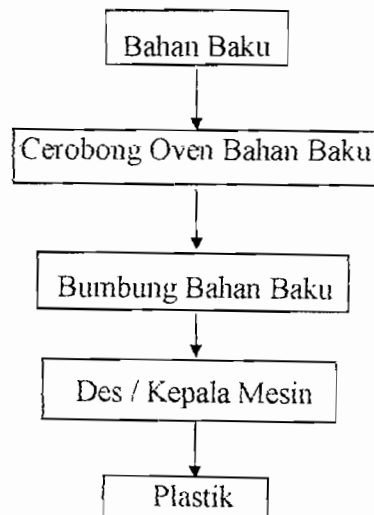 Bahan Baku
Cerobong Oven Bahan Baku
Bumbung Bahan Baku
Des / Kepala Mesin
Plastik